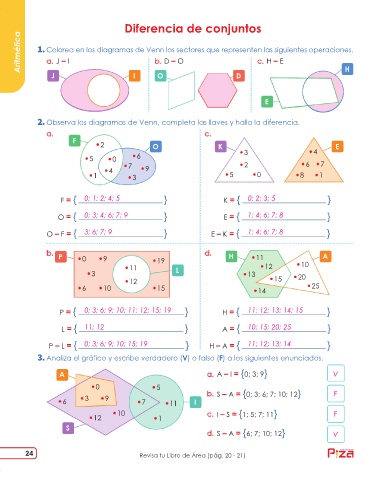 Aritmética
Diferencia de conjuntos
1. Coloreo en los diagramas de Venn los sectores que representen las siguientes operaciones.
a. J – I
b. D – O
c. H – E
J I O D H
E
2. Observa los diagramas de Venn, completa las llaves y halla la diferencia.
a.
F O
•2
•5 •0 •6
•7 •9
•4
•1 •3
c.
K E
•3 •4
•2 •6 •7
•5 •0 •8 •1
F = { 0; 1; 2; 4; 5 }
K = { 0; 2; 3; 5 }
O = { 0; 3; 4; 6; 7; 9 }
E = { 1; 4; 6; 7; 8 }
O – F = { 3; 6; 7; 9 }
E – K = { 1; 4; 6; 7; 8 }
b.
P L
•0 •9 •19
•11
•3
•12
•6 •10 •15
d.
H A
•11
•12 •10
•13
•15 •20
•25
•14
P = { 0; 3; 6; 9; 10; 11; 12; 15; 19 }
H = { 11; 12; 13; 14; 15 }
L = { 11; 12 }
A = { 10; 15; 20; 25 }
P – L = { 0; 3; 6; 9; 10; 15; 19 }
H – A = { 11; 12; 13; 14 }
3. Analiza el gráfico y escribe verdadero (V) o falso (F) a los siguientes enunciados.
A
•0 •5
•6 •3 •9 •7 •11 I
•10
•12 •1
S
a. A – I = {0; 3; 9} V
b. S – A = {0; 3; 6; 7; 10; 12} F
c. I – S = {1; 5; 7; 11} F
d. S – A = {6; 7; 10; 12} V
24
Revisa tu Libro de Área (pág. 20 - 21)